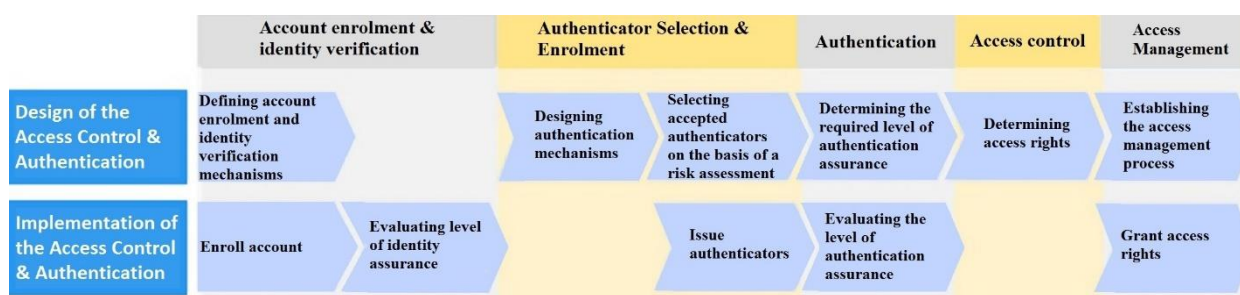 Account enrolment &
identity verification
Authenticator Selection &
Enrolment
Authentication
Access control
Access
Management
Design of the
Access Control &
Authentication
Defining account
enrolment and
identity
verification
mechanisms
Designing
authentication
mechanisms
Selecting
accepted
authenticators
on the basis of a
risk assessment
Determining the
required level of
authentication
assurance
Determining
access rights
Establishing
the access
management
process
Implementation of
the Access Control
& Authentication
Enroll account
Evaluating level
of identity
assurance
Issue
authenticators
Evaluating the
level of
authentication
assurance
Grant access
rights